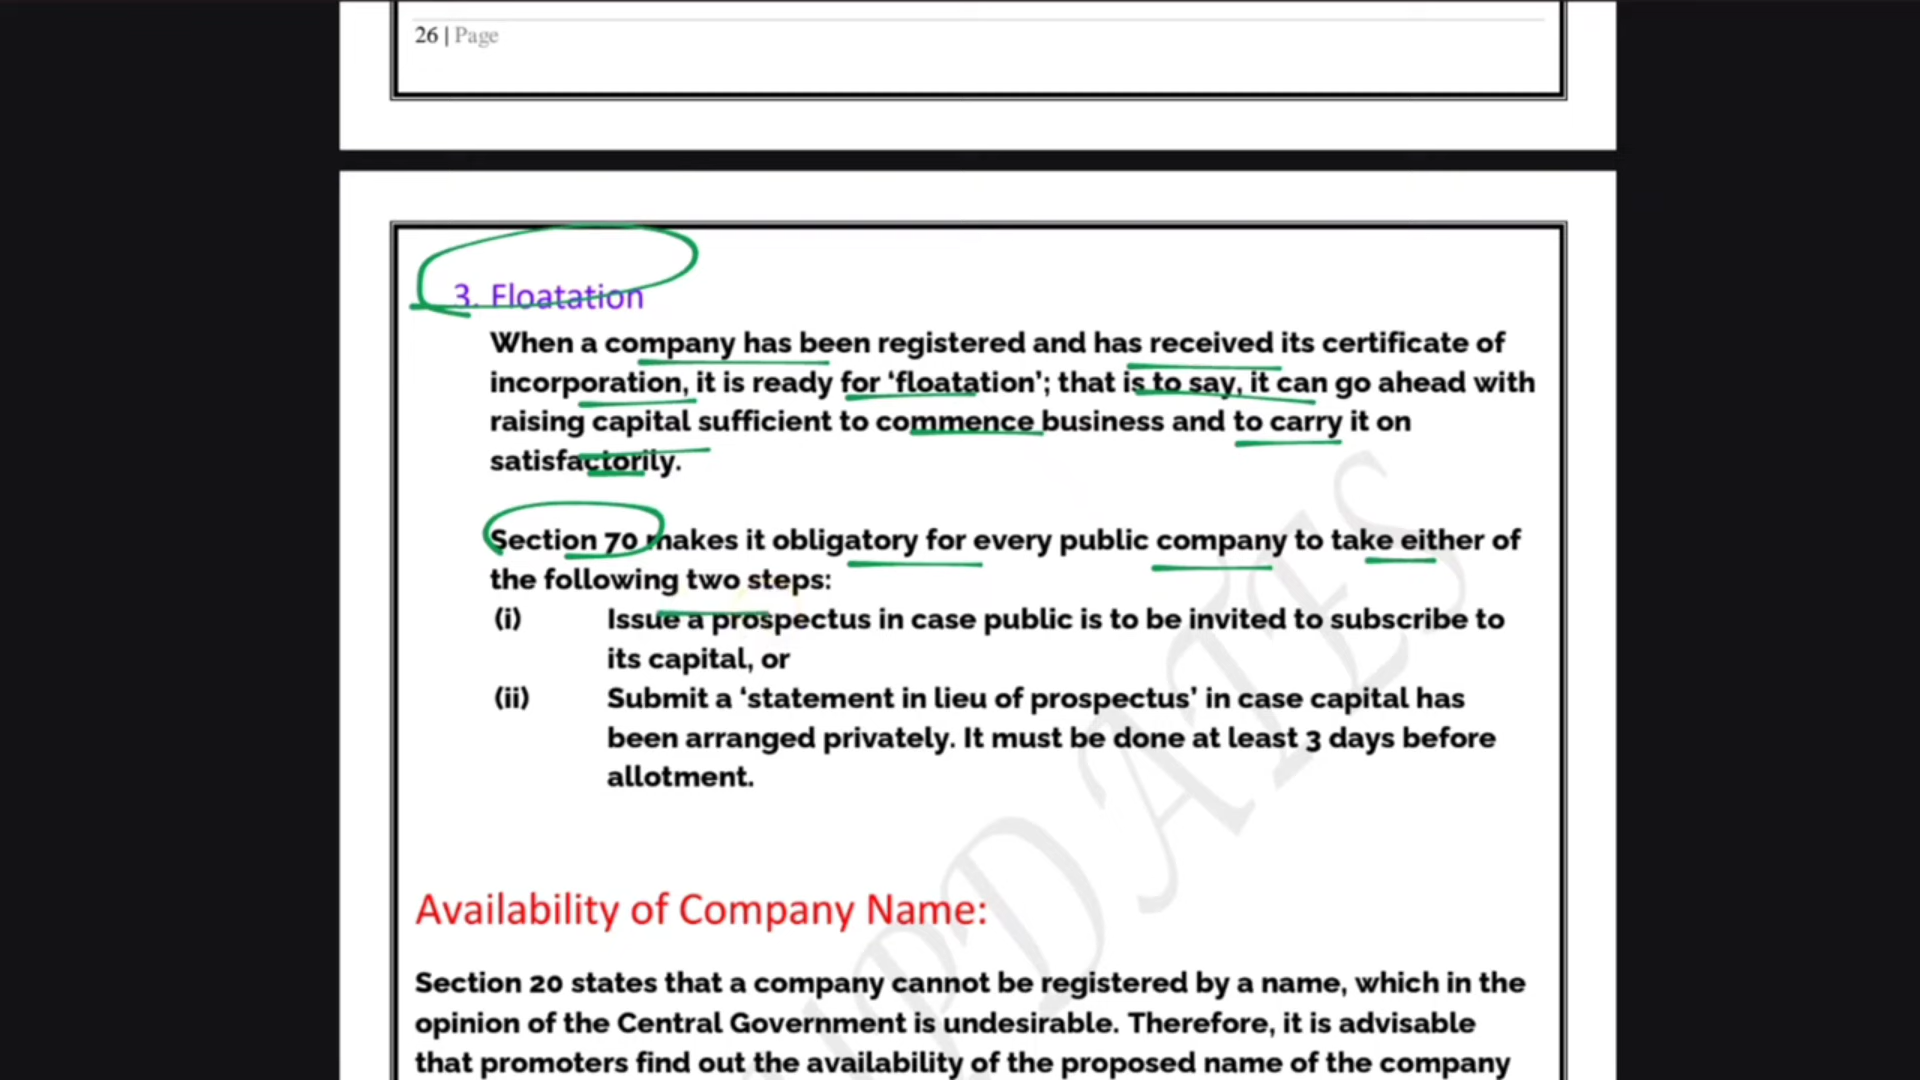 26 | Page
3. Floatation
When a company has been registered and has received its certificate of
incorporation, it is ready for ‘floatation’; that is to say, it can go ahead with
raising capital sufficient to commence business and to carry it on
satisfactorily.
Section 70 makes it obligatory for every public company to take either of
the following two steps:
(i) Issue a prospectus in case public is to be invited to subscribe to
its capital, or
(ii) Submit a ‘statement in lieu of prospectus’ in case capital has
been arranged privately. It must be done at least 3 days before
allotment.
Availability of Company Name:
Section 20 states that a company cannot be registered by a name, which in the
opinion of the Central Government is undesirable. Therefore, it is advisable
that promoters find out the availability of the proposed name of the company
UPDATES